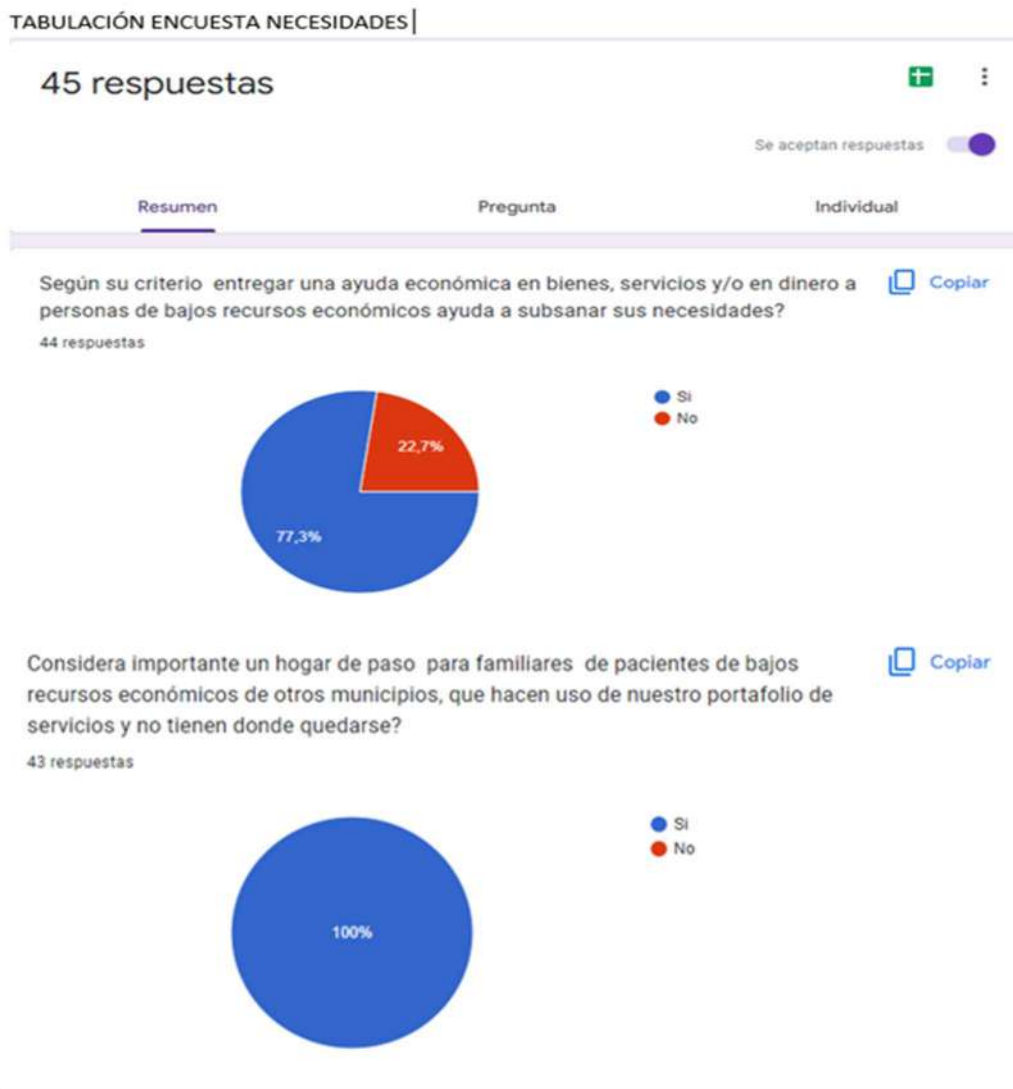 TABULACIÓN ENCUESTA NECESIDADES
45 respuestas
Se aceptan respuestas
Resumen
Pregunta
Individual
Según su criterio entregar una ayuda económica en bienes, servicios y/o en dinero a
Copiar
personas de bajos recursos económicos ayuda a subsanar sus necesidades?
44 respuestas
Si
No
22,7%
77,3%
Considera importante un hogar de paso para familiares de pacientes de bajos
Copiar
recursos económicos de otros municipios, que hacen uso de nuestro portafolio de
servicios y no tienen donde quedarse?
43 respuestas
Si
No
100%